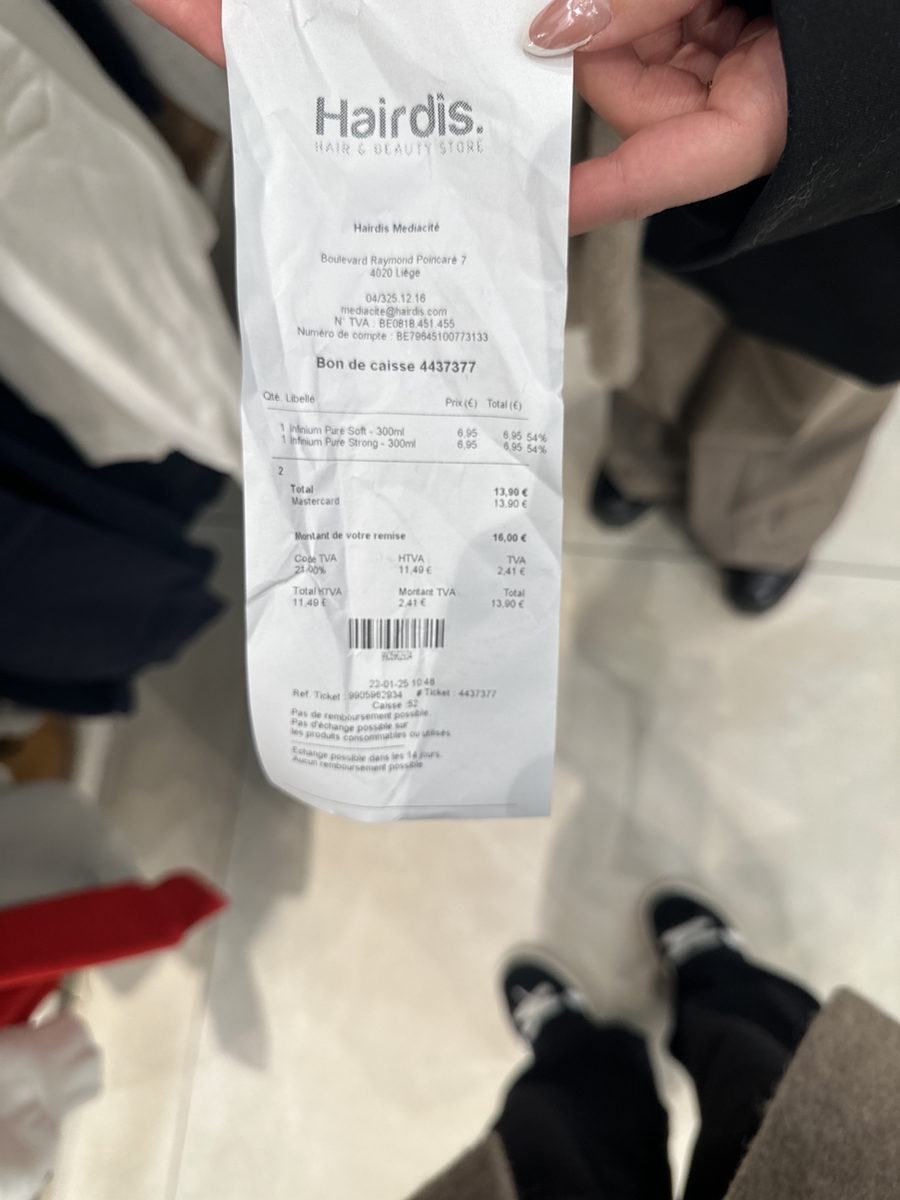 Hairdis.
HAIR & BEAUTY STORE
Hairdis Mediacité
Boulevard Raymond Poincaré 7
4020 Liège
04/325.12.16
mediacite@hairdis.com
N° TVA : BE0818.451.455
Numéro de compte : BE79645100773133
Bon de caisse 4437377
Qté. Libellé Prix (€) Total (€)
1 Infinium Pure Soft - 300ml 6,95 6,95 54%
1 Infinium Pure Strong - 300ml 6,95 6,95 54%
2
Total 13,90 €
Mastercard 13,90 €
Montant de votre remise 16,00 €
Code TVA HTVA TVA
21,00% 11,49 € 2,41 €
Total HTVA Montant TVA Total
11,49 € 2,41 € 13,90 €
22-01-25 10:48
Ref. Ticket : 9905962934 # Ticket : 4437377
Caisse :52
Pas de remboursement possible.
Pas d'échange possible sur
les produits consommables ou utilisés.
Echange possible dans les 14 jours.
Aucun remboursement possible.